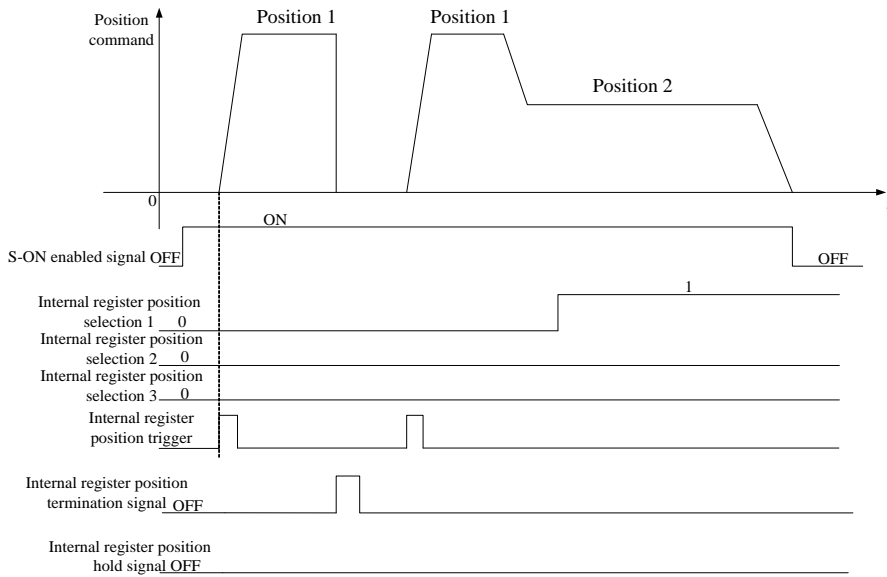 Position 1
Position 1
Position
command
Position 2
0
ON
S-ON enabled signal OFF
OFF
1
Internal register position
selection 1 0
Internal register position
selection 2 0
Internal register position
selection 3 0
Internal register
position trigger
Internal register position
termination signal OFF
Internal register position
hold signal OFF